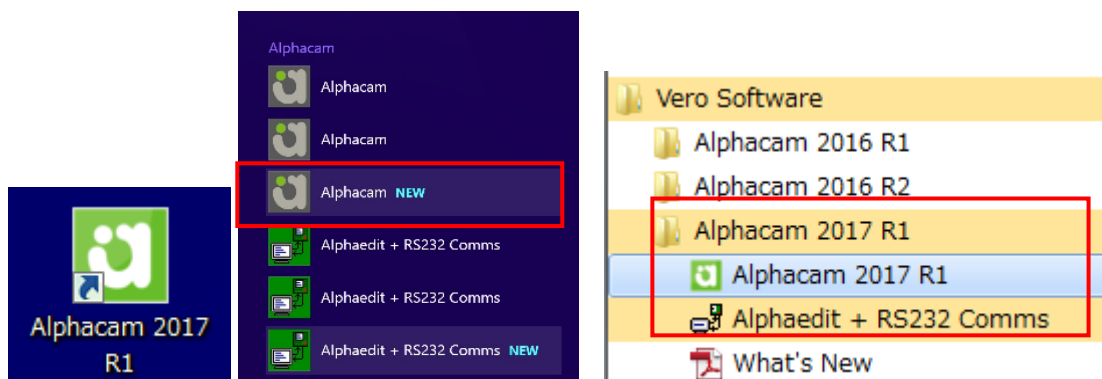 Alphacam 2017
R1
Alphacam
Alphacam
Alphacam
Alphacam NEW
Alphaedit + RS232 Comms
Alphaedit + RS232 Comms
Alphaedit + RS232 Comms NEW
Vero Software
Alphacam 2016 R1
Alphacam 2016 R2
Alphacam 2017 R1
Alphacam 2017 R1
Alphaedit + RS232 Comms
What's New